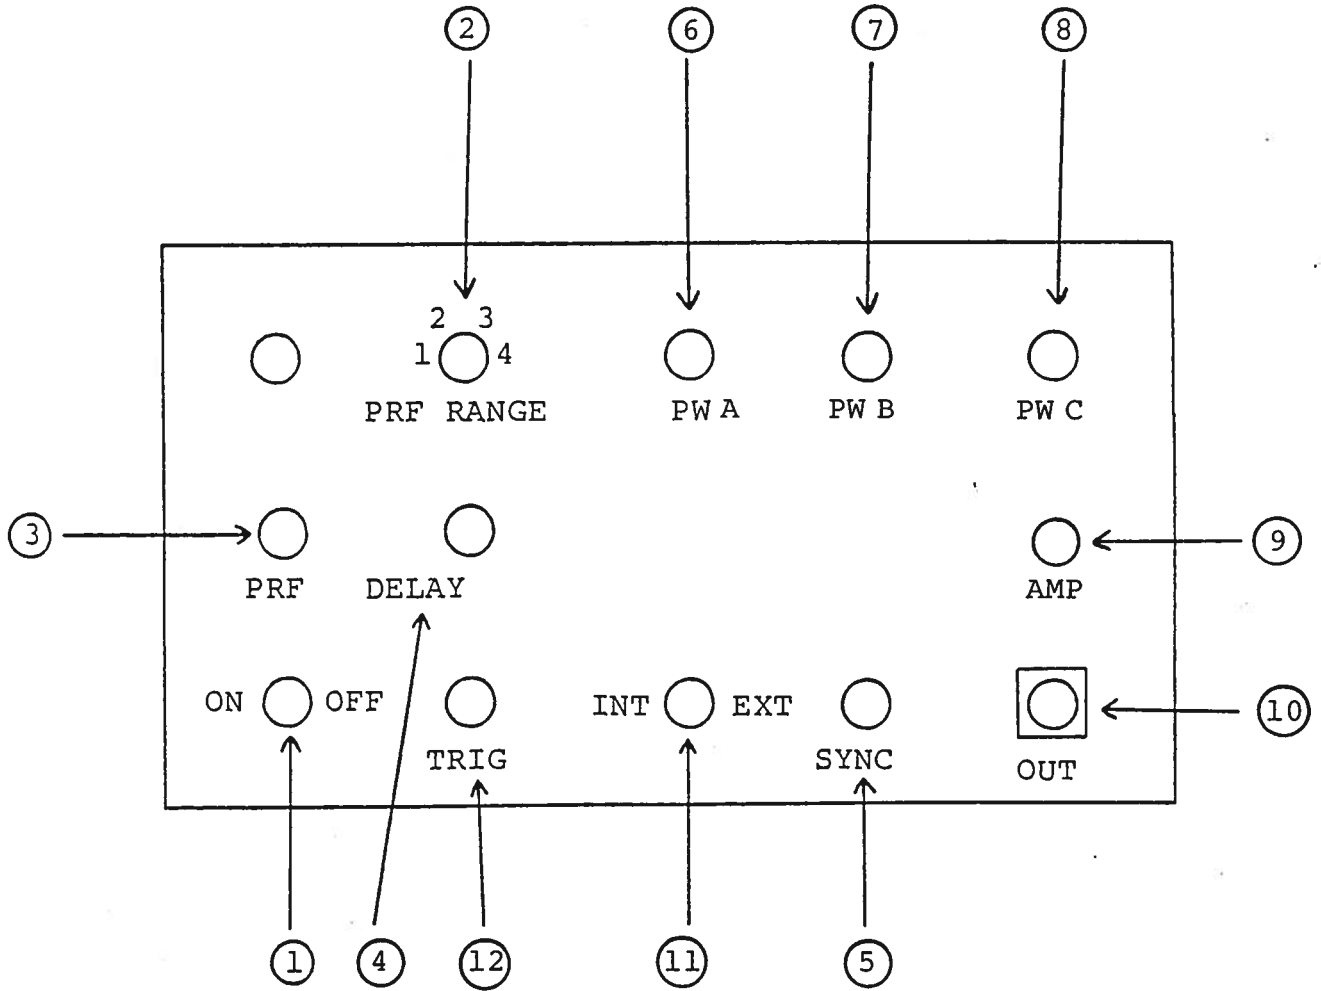 2 6 7 8
2 3
1 4
PRF RANGE PW A PW B PW C
3 9
PRF DELAY AMP
ON OFF INT EXT 10
TRIG SYNC OUT
1 4 12 11 5